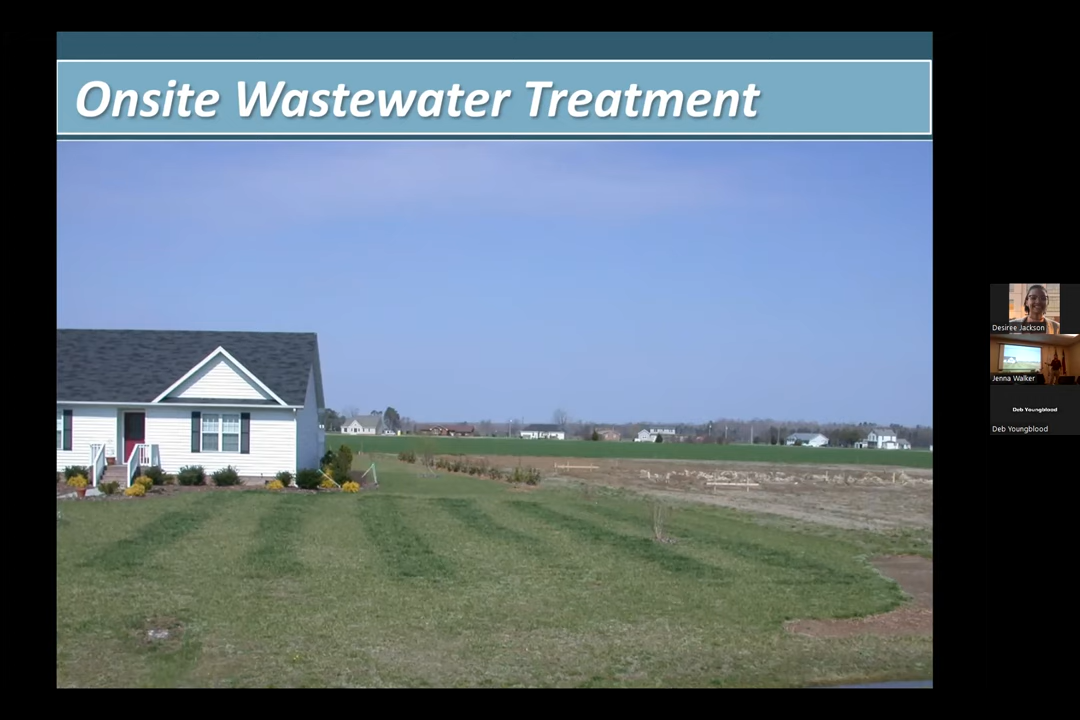 Onsite Wastewater Treatment
Desiree Jackson
Jenna Walker
Deb Youngblood
Deb Youngblood